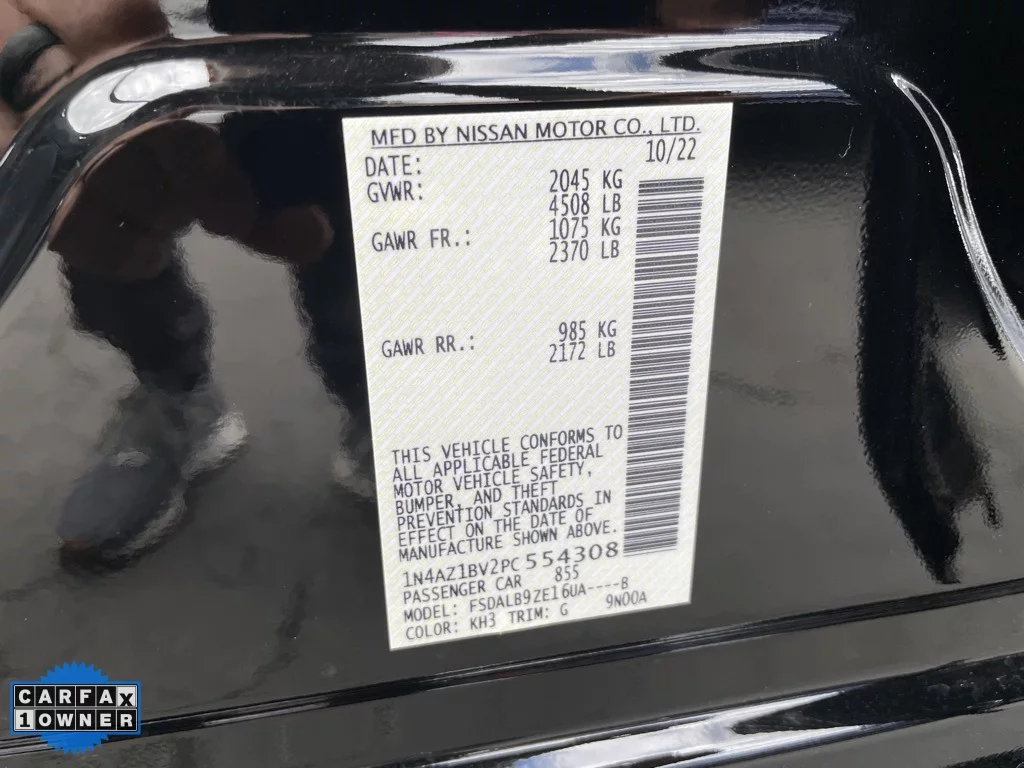 MFD BY NISSAN MOTOR CO., LTD.
DATE: 10/22
GVWR: 2045 KG
4508 LB
GAWR FR.: 1075 KG
2370 LB
GAWR RR.: 985 KG
2172 LB
THIS VEHICLE CONFORMS TO
ALL APPLICABLE FEDERAL
MOTOR VEHICLE SAFETY,
BUMPER, AND THEFT
PREVENTION STANDARDS IN
EFFECT ON THE DATE OF
MANUFACTURE SHOWN ABOVE.
1N4AZ1BV2PC554308
PASSENGER CAR 855
MODEL: FSDALB9ZE16UA----B
COLOR: KH3 TRIM: G 9N00A
CARFAX
1 OWNER